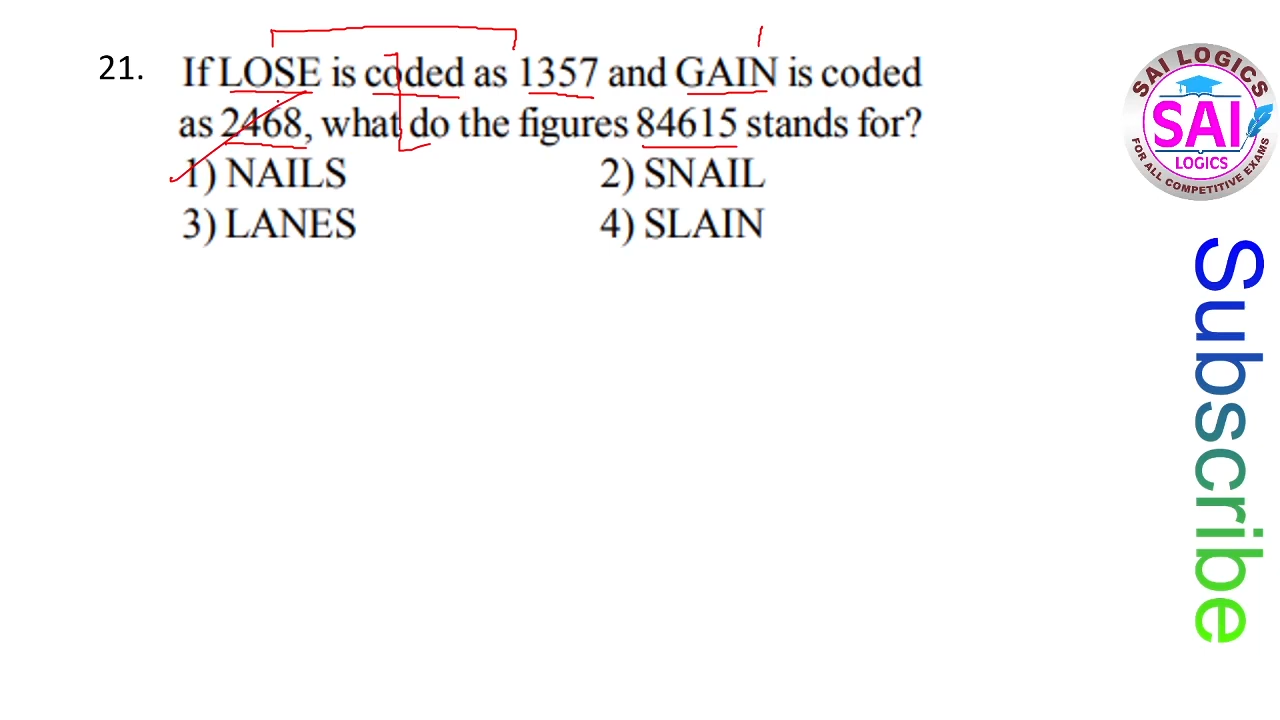 21. If LOSE is coded as 1357 and GAIN is coded
as 2468, what do the figures 84615 stands for?
1) NAILS 2) SNAIL
3) LANES 4) SLAIN
SAI LOGICS
SAI
LOGICS
FOR ALL COMPETITIVE EXAMS
Subscribe